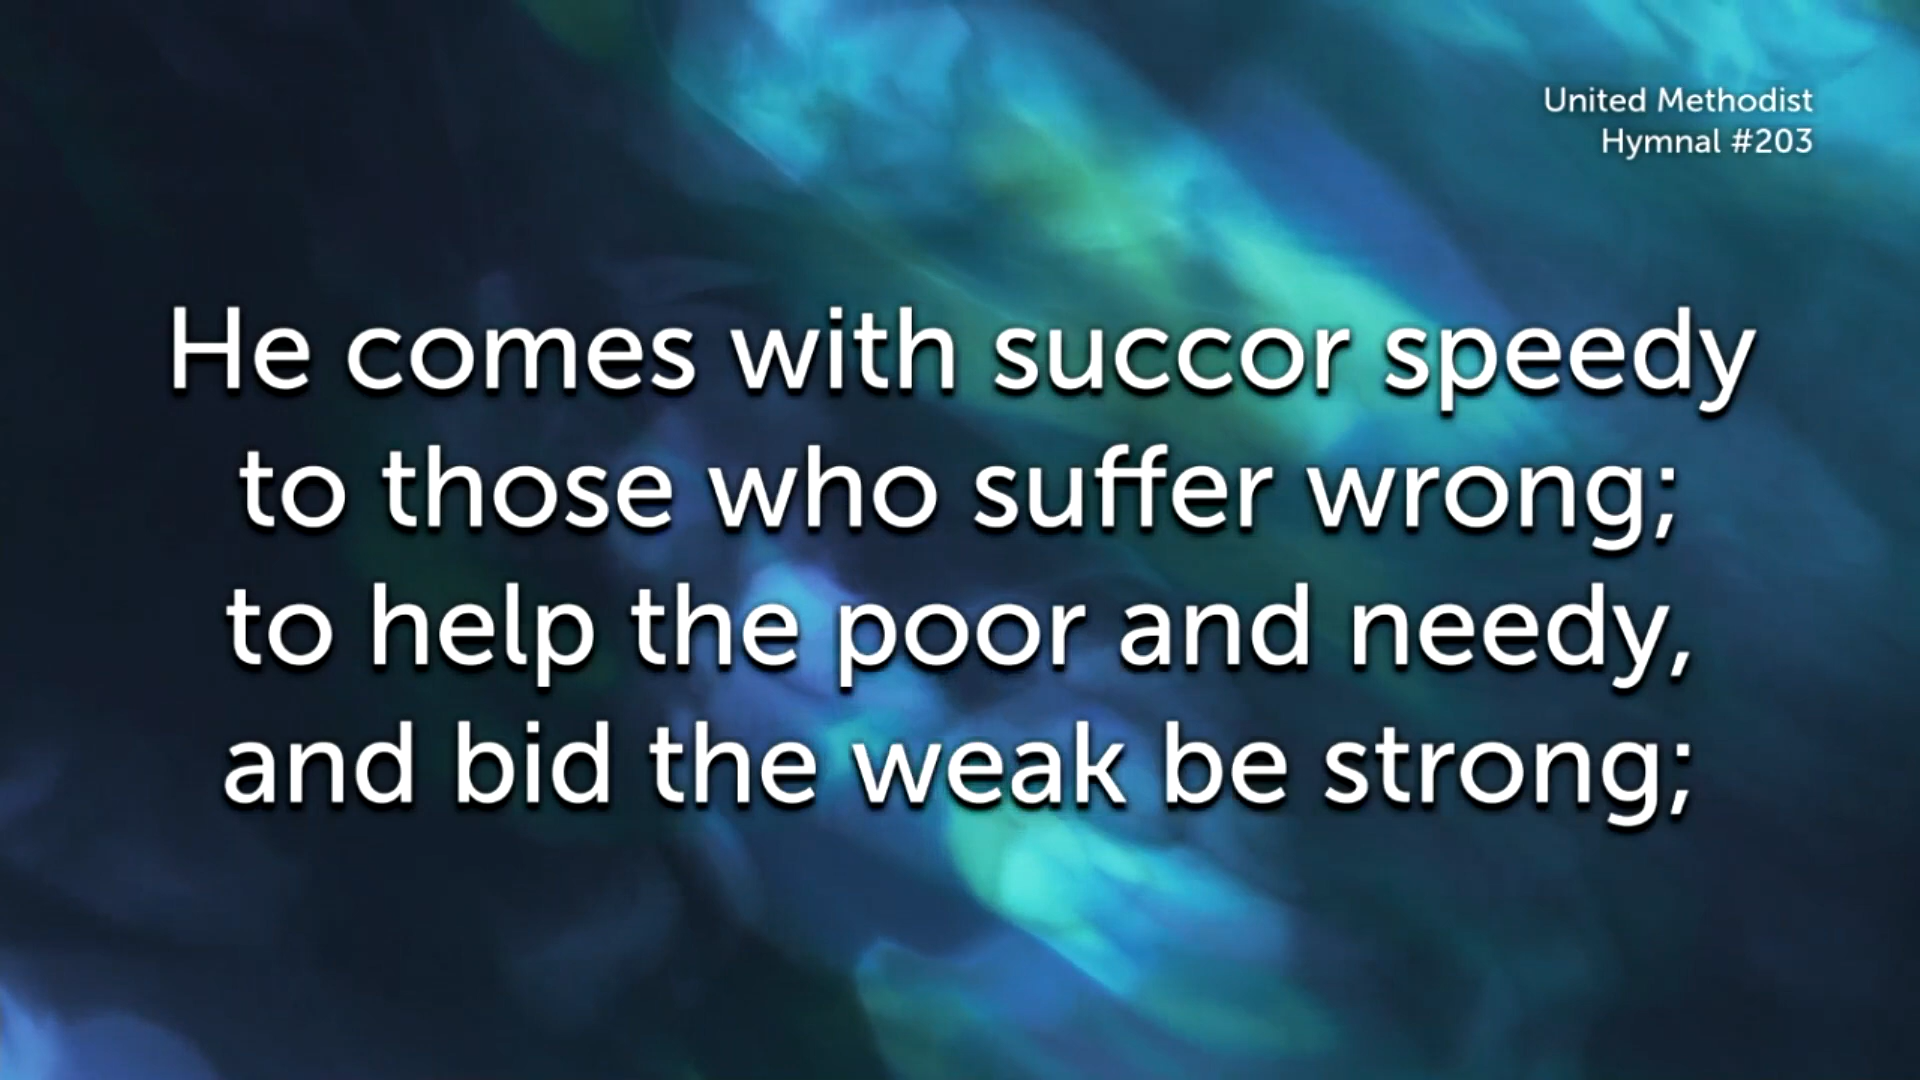 United Methodist
Hymnal #203
He comes with succor speedy
to those who suffer wrong;
to help the poor and needy,
and bid the weak be strong;